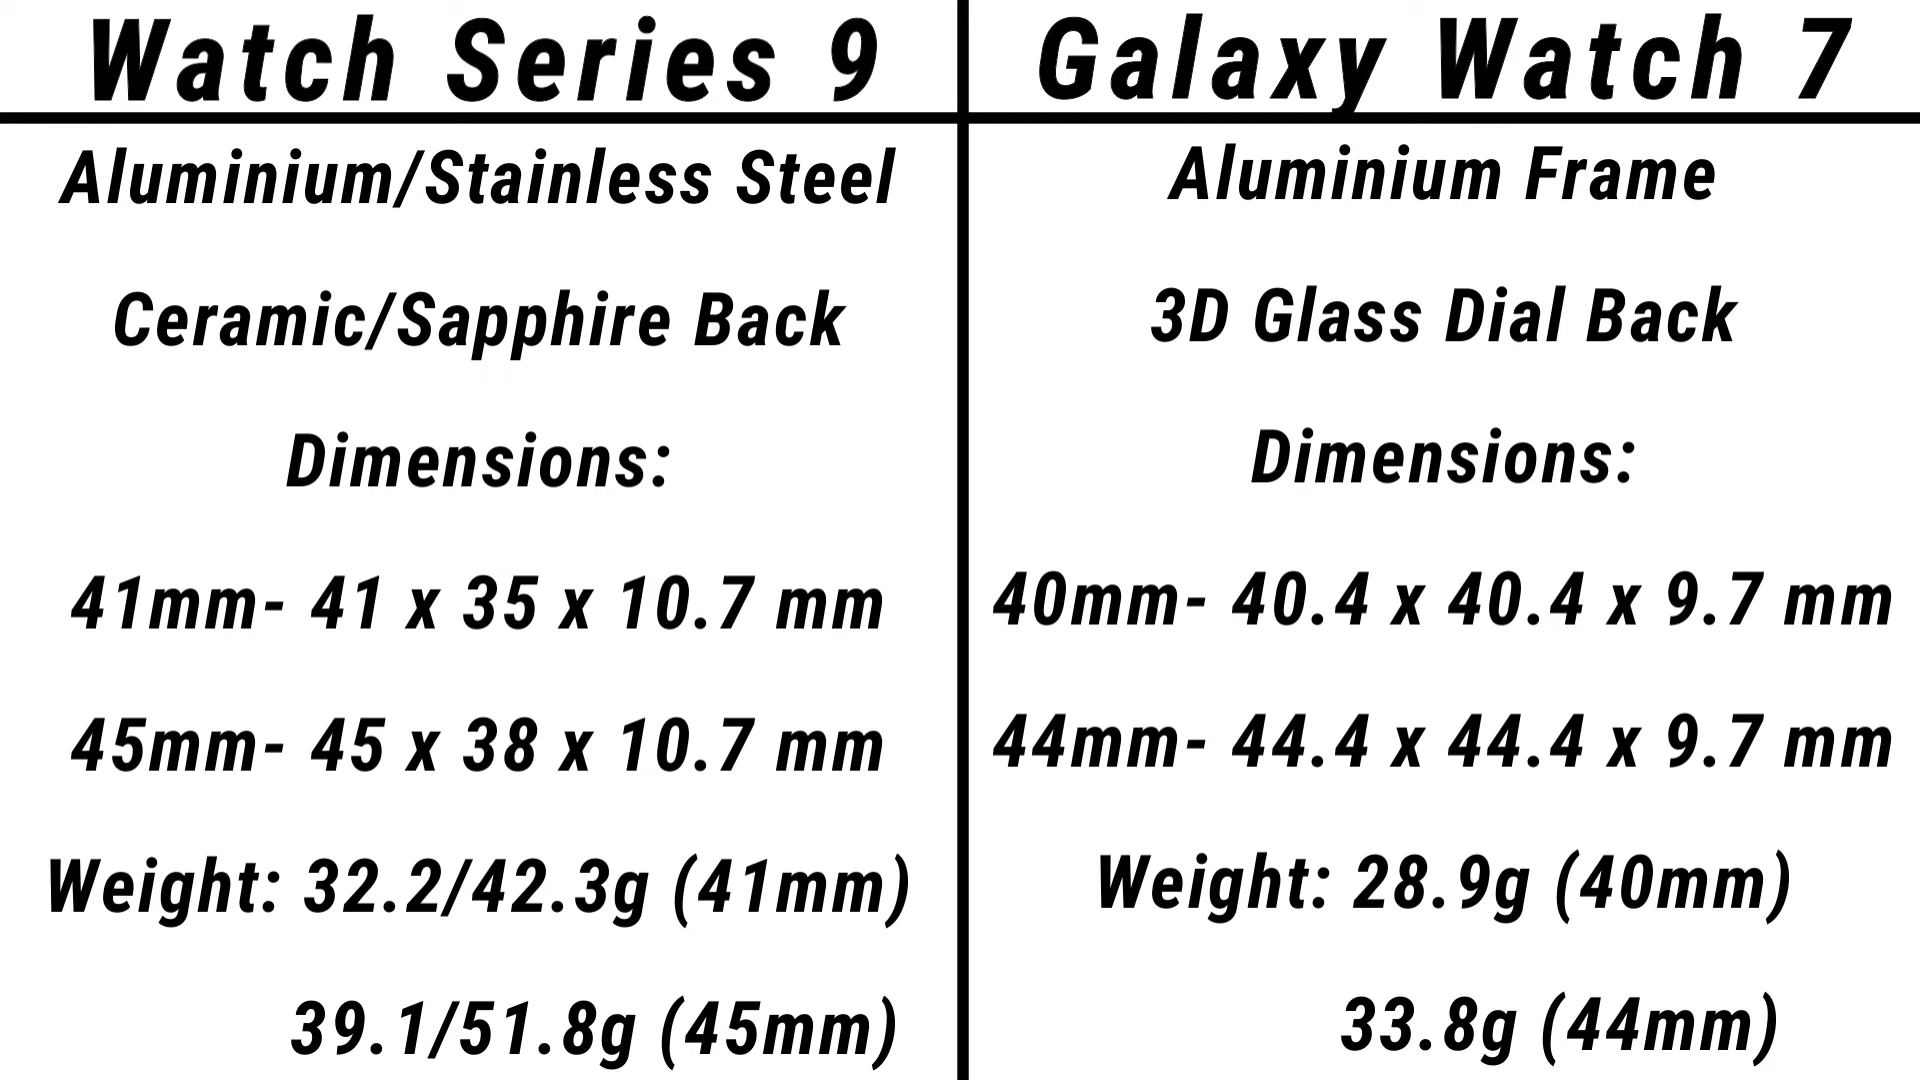 Watch Series 9
Aluminium/Stainless Steel
Ceramic/Sapphire Back
Dimensions:
41mm- 41 x 35 x 10.7 mm
45mm- 45 x 38 x 10.7 mm
Weight: 32.2/42.3g (41mm)
39.1/51.8g (45mm)
Galaxy Watch 7
Aluminium Frame
3D Glass Dial Back
Dimensions:
40mm- 40.4 x 40.4 x 9.7 mm
44mm- 44.4 x 44.4 x 9.7 mm
Weight: 28.9g (40mm)
33.8g (44mm)